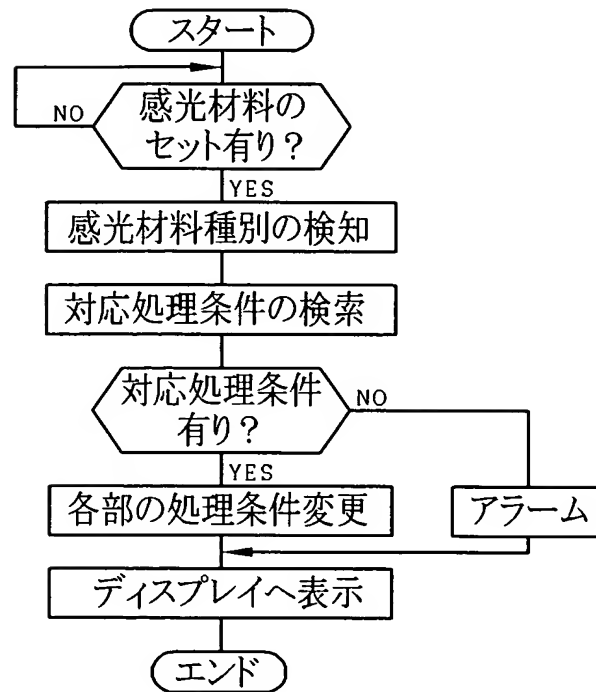 スタート
感光材料の
セット有り?
NO
YES
感光材料種別の検知
対応処理条件の検索
対応処理条件
有り?
NO
YES
各部の処理条件変更
アラーム
ディスプレイへ表示
エンド